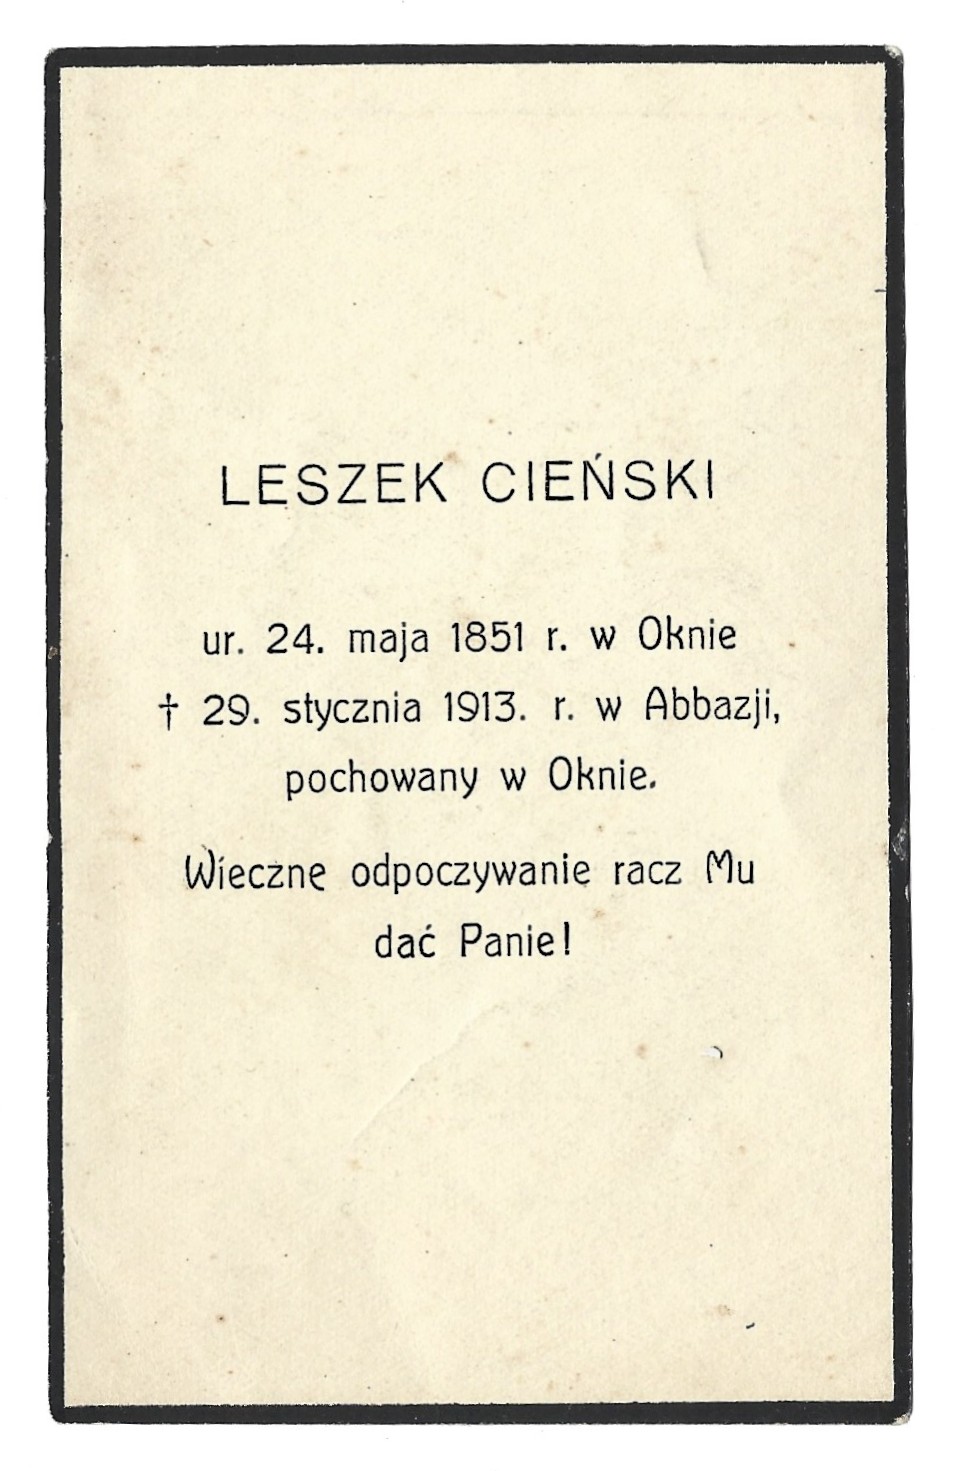 LESZEK CIEŃSKI
ur. 24. maja 1851 r. w Oknie
† 29. stycznia 1913. r. w Abbazji,
pochowany w Oknie.
Wieczne odpoczywanie racz Mu
dać Panie!